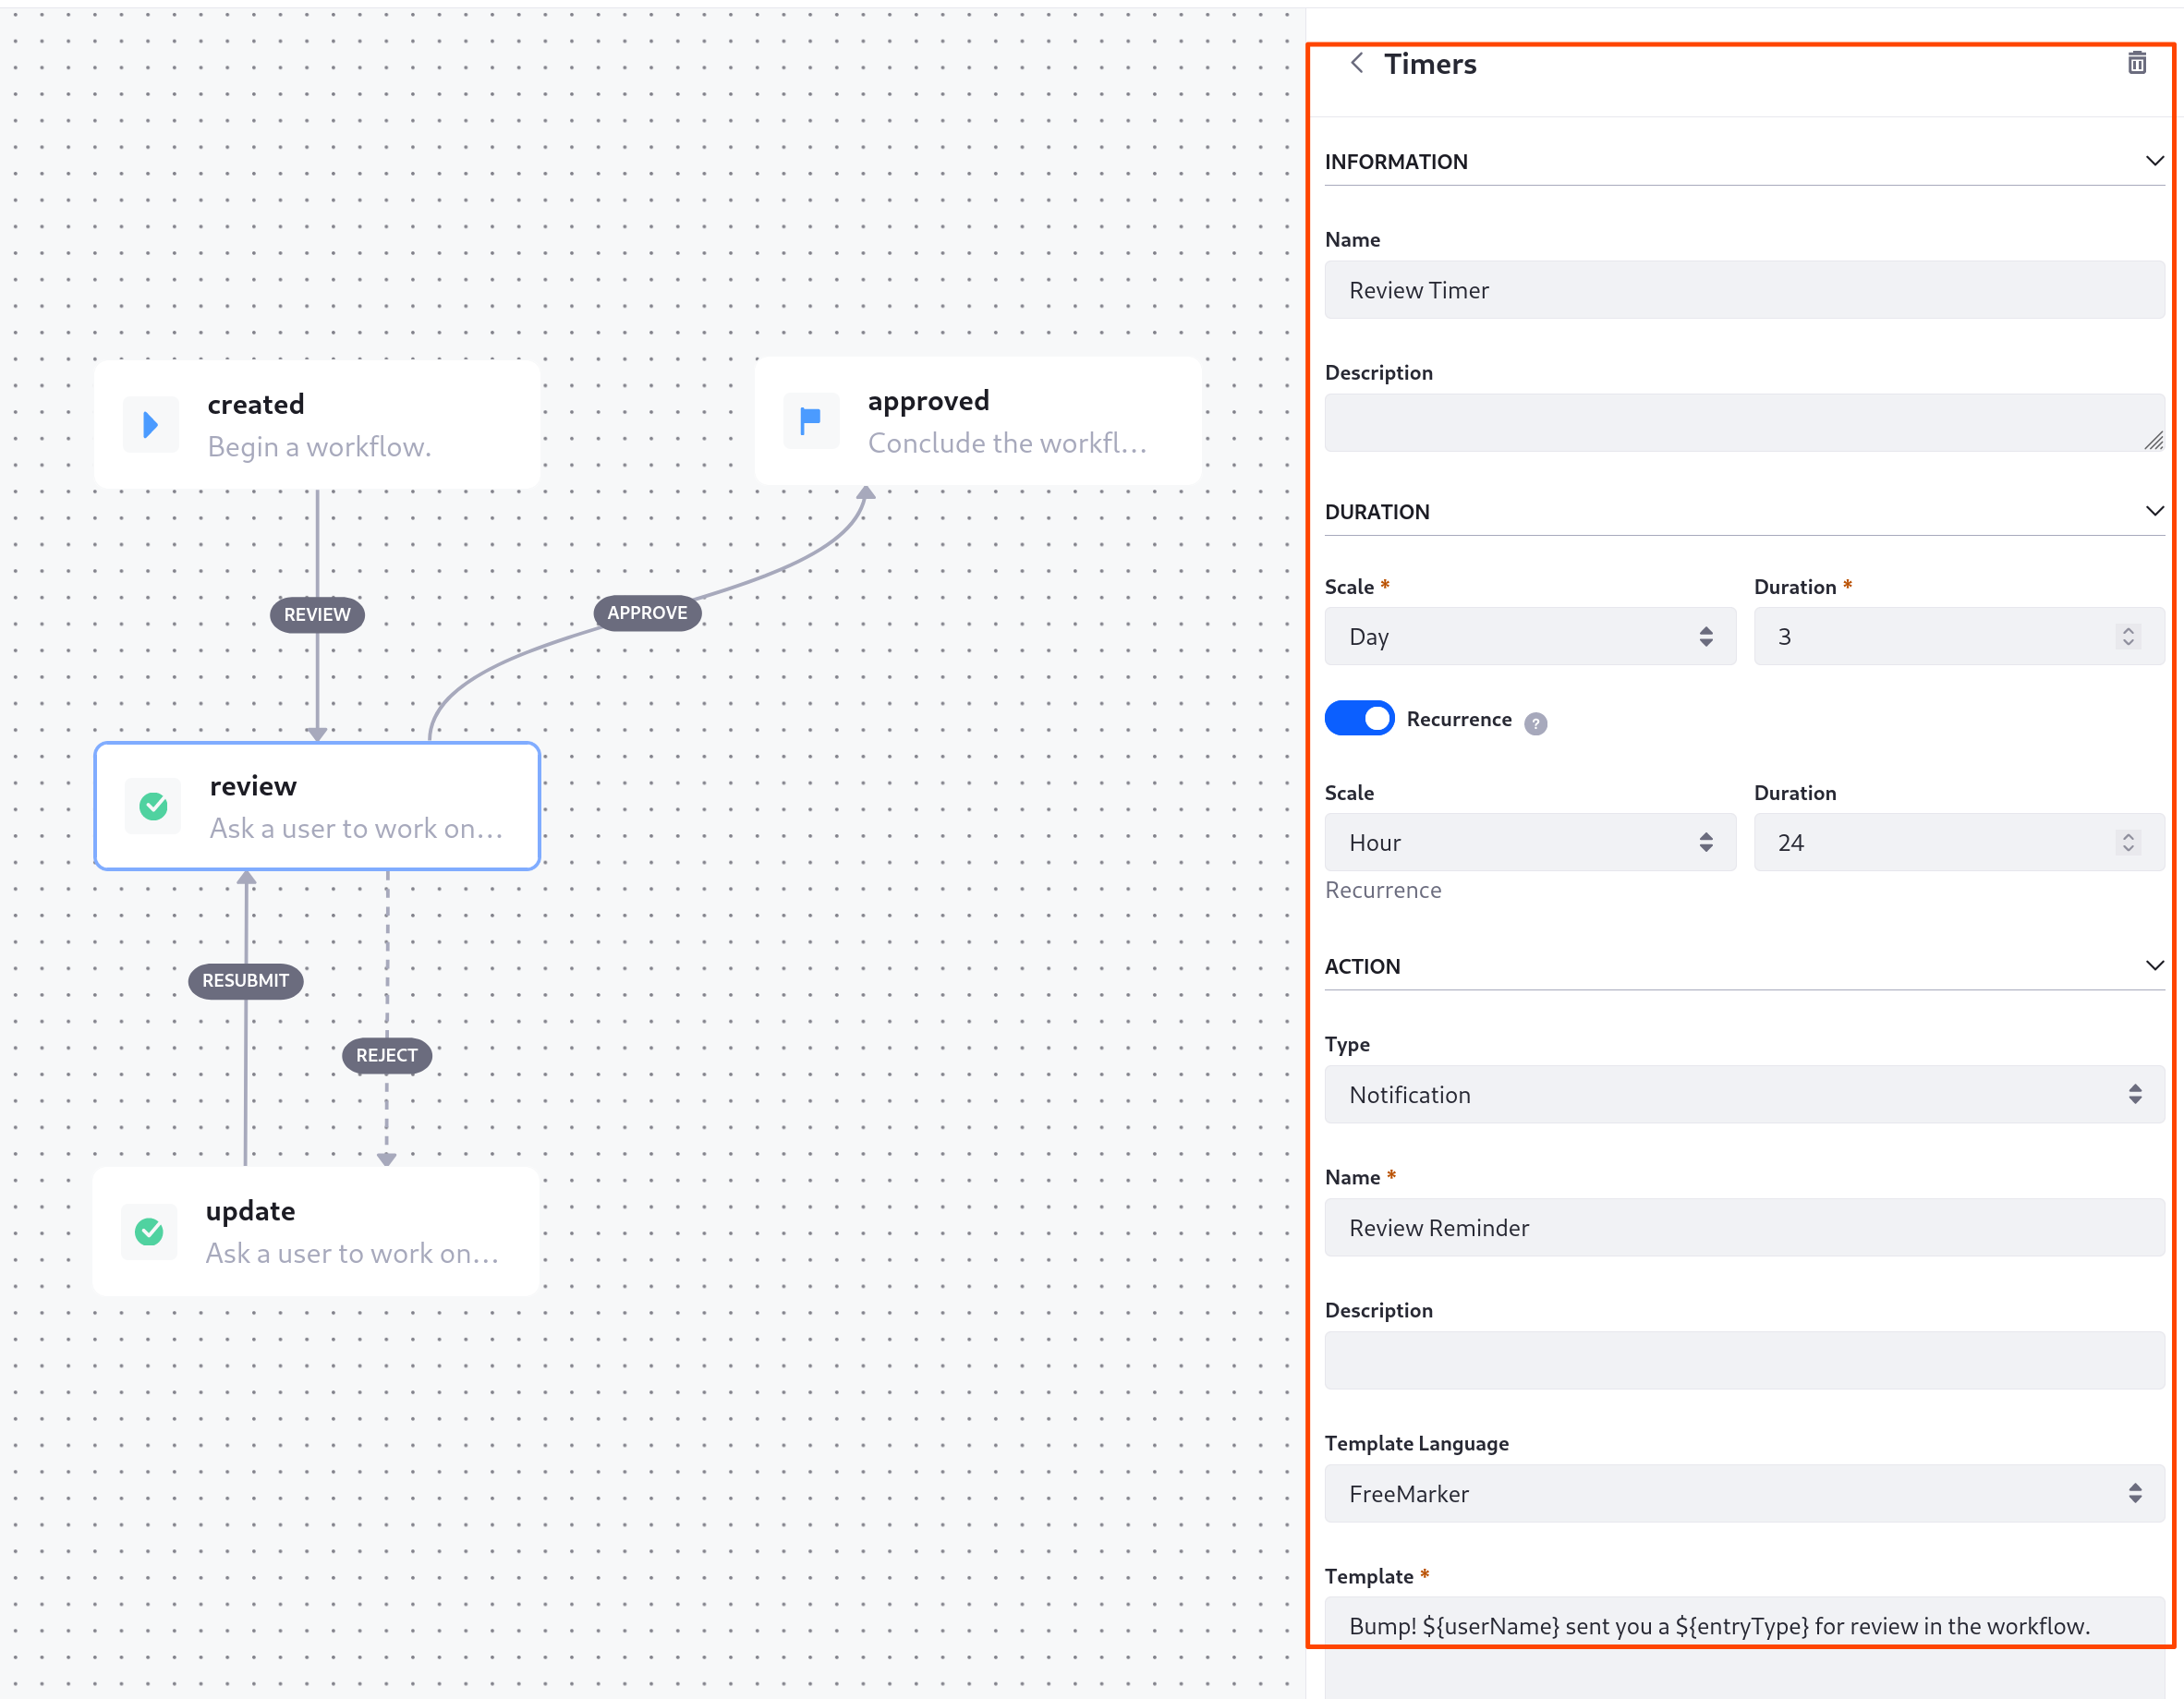 created
Begin a workflow.
approved
Conclude the workfl...
REVIEW
APPROVE
review
Ask a user to work on...
RESUBMIT
REJECT
update
Ask a user to work on...
Timers
INFORMATION
Name
Review Timer
Description
DURATION
Scale *
Duration *
Day
3
Recurrence ?
Scale
Duration
Hour
24
Recurrence
ACTION
Type
Notification
Name *
Review Reminder
Description
Template Language
FreeMarker
Template *
Bump! ${userName} sent you a ${entryType} for review in the workflow.